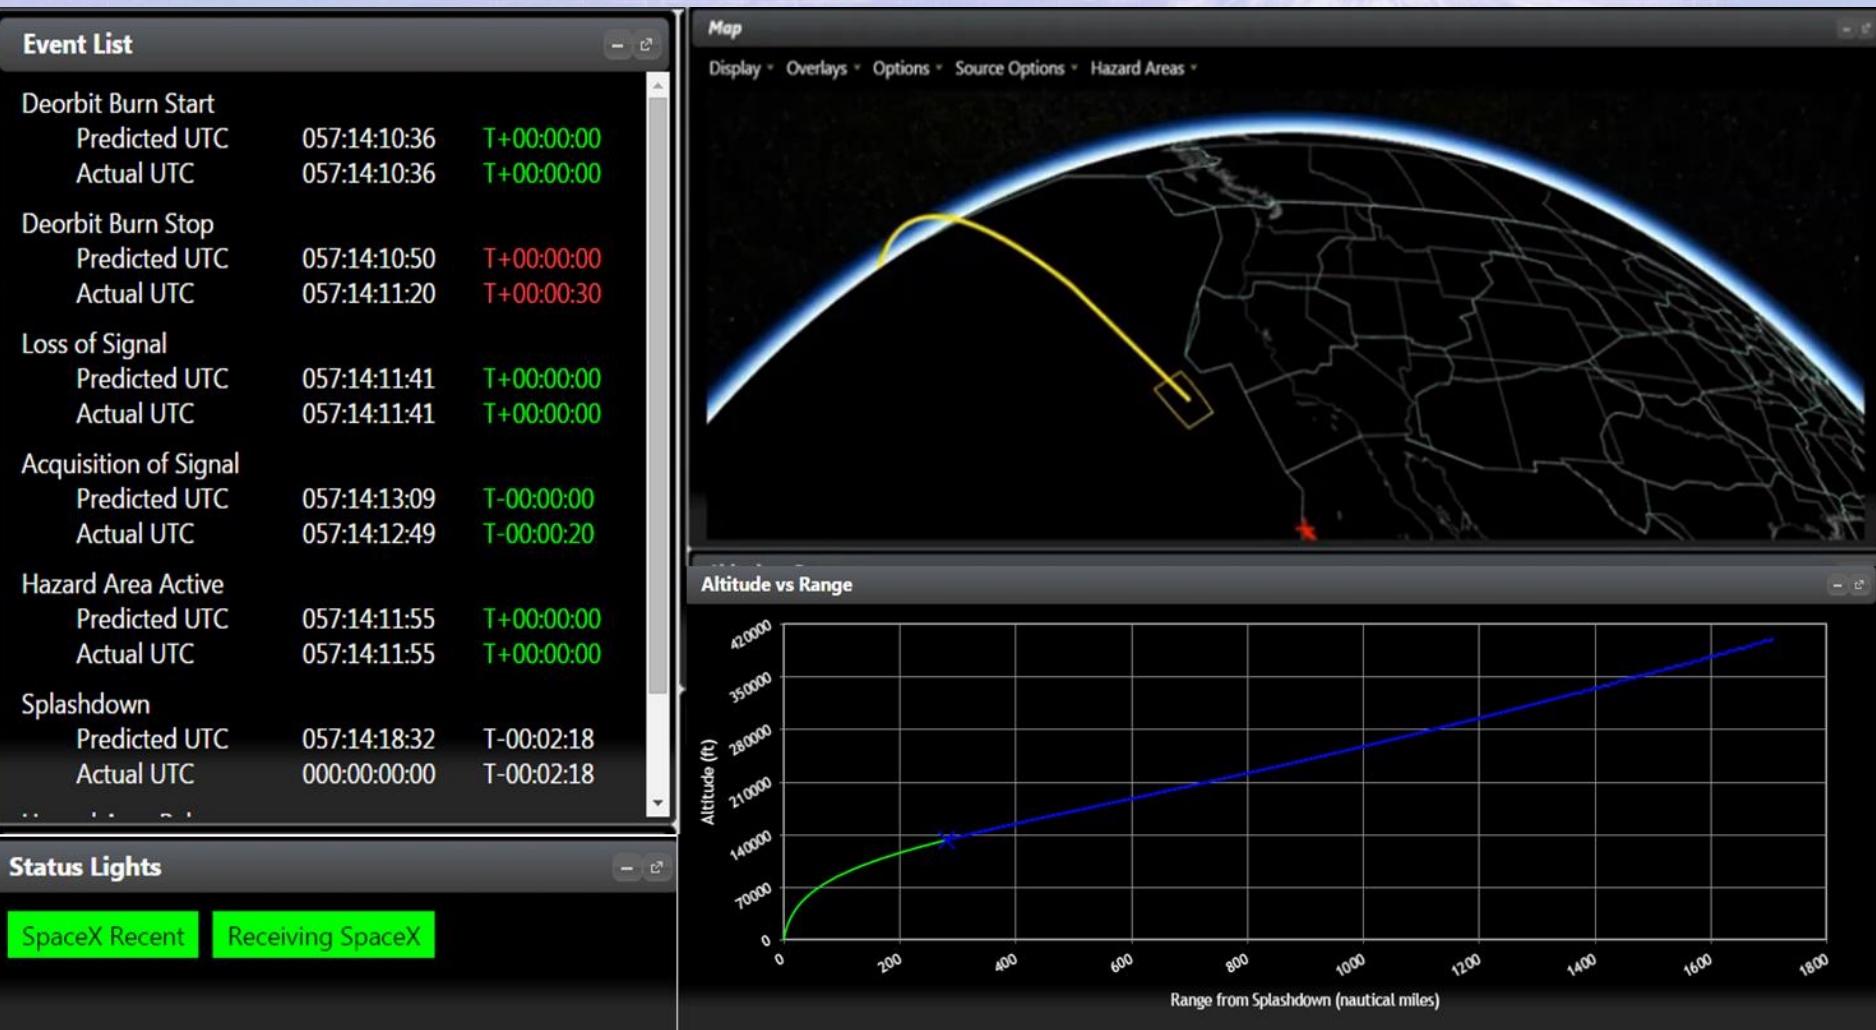 Event List
Deorbit Burn Start
Predicted UTC 057:14:10:36 T+00:00:00
Actual UTC 057:14:10:36 T+00:00:00
Deorbit Burn Stop
Predicted UTC 057:14:10:50 T+00:00:00
Actual UTC 057:14:11:20 T+00:00:30
Loss of Signal
Predicted UTC 057:14:11:41 T+00:00:00
Actual UTC 057:14:11:41 T+00:00:00
Acquisition of Signal
Predicted UTC 057:14:13:09 T-00:00:00
Actual UTC 057:14:12:49 T-00:00:20
Hazard Area Active
Predicted UTC 057:14:11:55 T+00:00:00
Actual UTC 057:14:11:55 T+00:00:00
Splashdown
Predicted UTC 057:14:18:32 T-00:02:18
Actual UTC 000:00:00:00 T-00:02:18
Status Lights
SpaceX Recent Receiving SpaceX
Map
Display Overlays Options Source Options Hazard Areas
Altitude vs Range
Altitude (ft)
420000
350000
280000
210000
140000
70000
0
0 200 400 600 800 1000 1200 1400 1600 1800
Range from Splashdown (nautical miles)